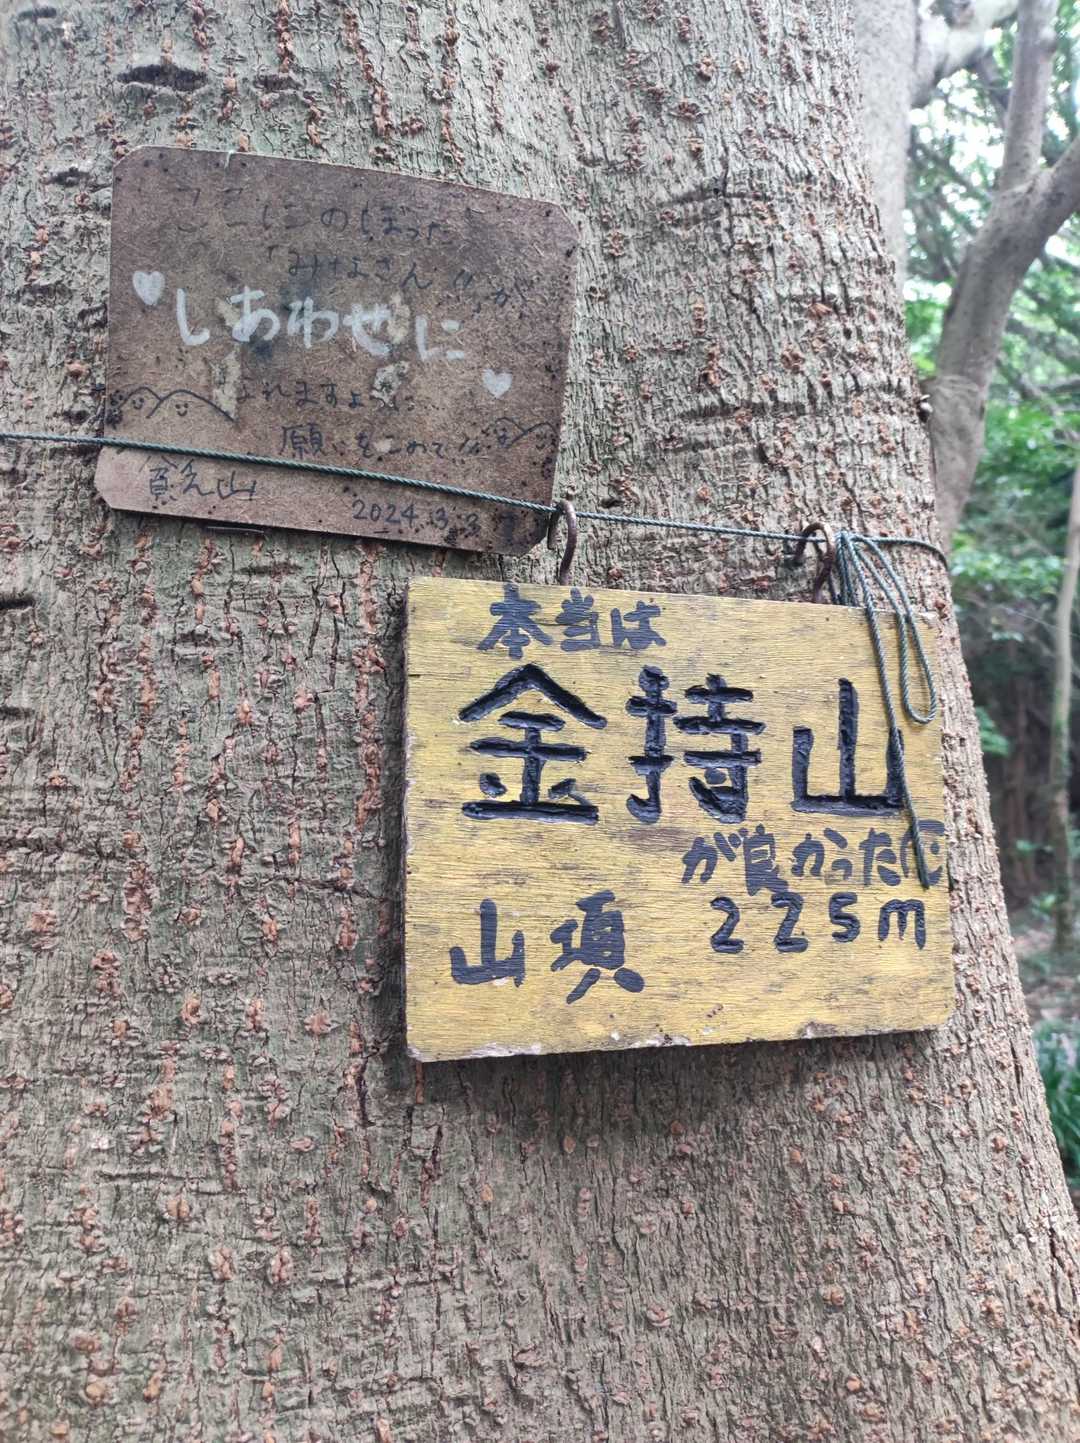 ここにのぼった
「みなさん」が
しあわせに
なれますように…
願いをこめて!!
貧乏山
2024.3.3
本当は
金持山
が良かったに
225m
山頂